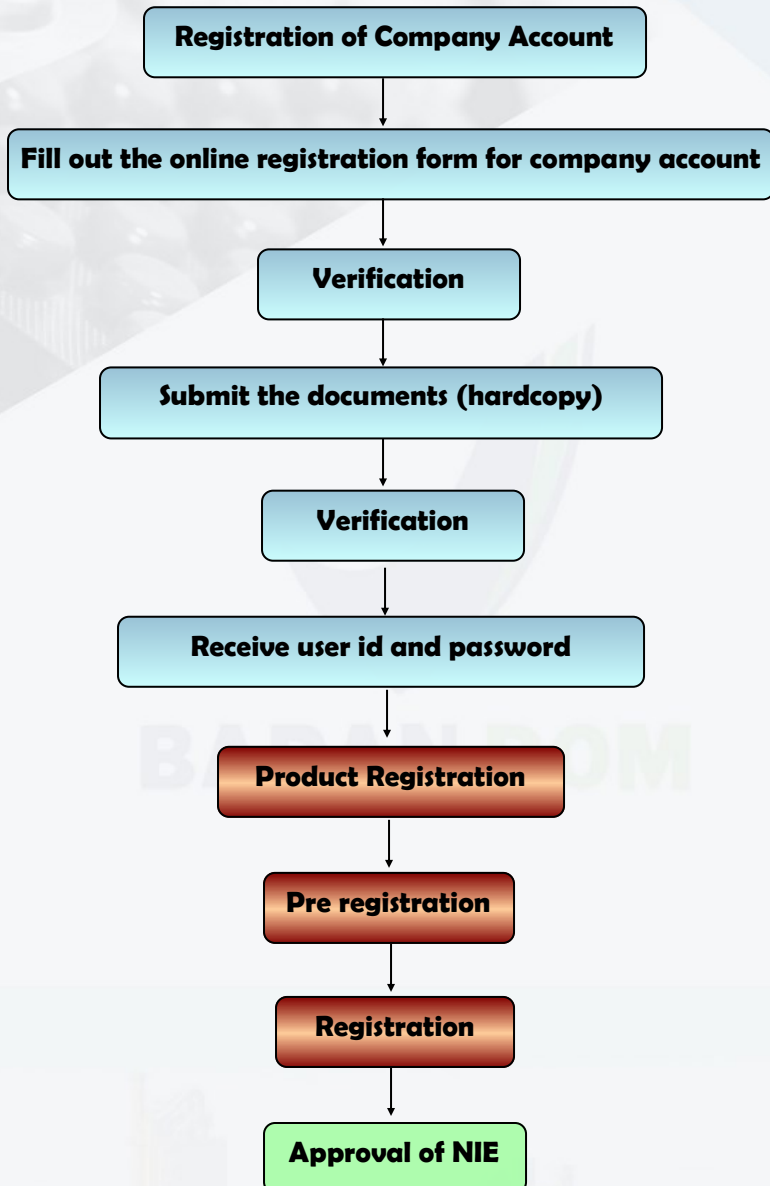 Registration of Company Account
Fill out the online registration form for company account
Verification
Submit the documents (hardcopy)
Verification
Receive user id and password
Product Registration
Pre registration
Registration
Approval of NIE